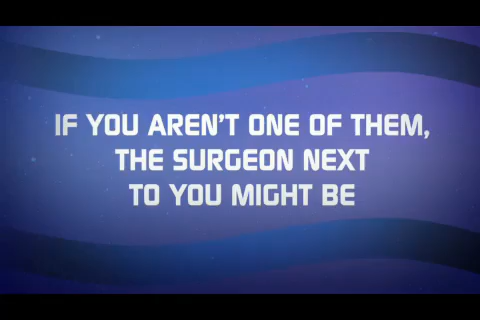 IF YOU AREN'T ONE OF THEM,
THE SURGEON NEXT
TO YOU MIGHT BE